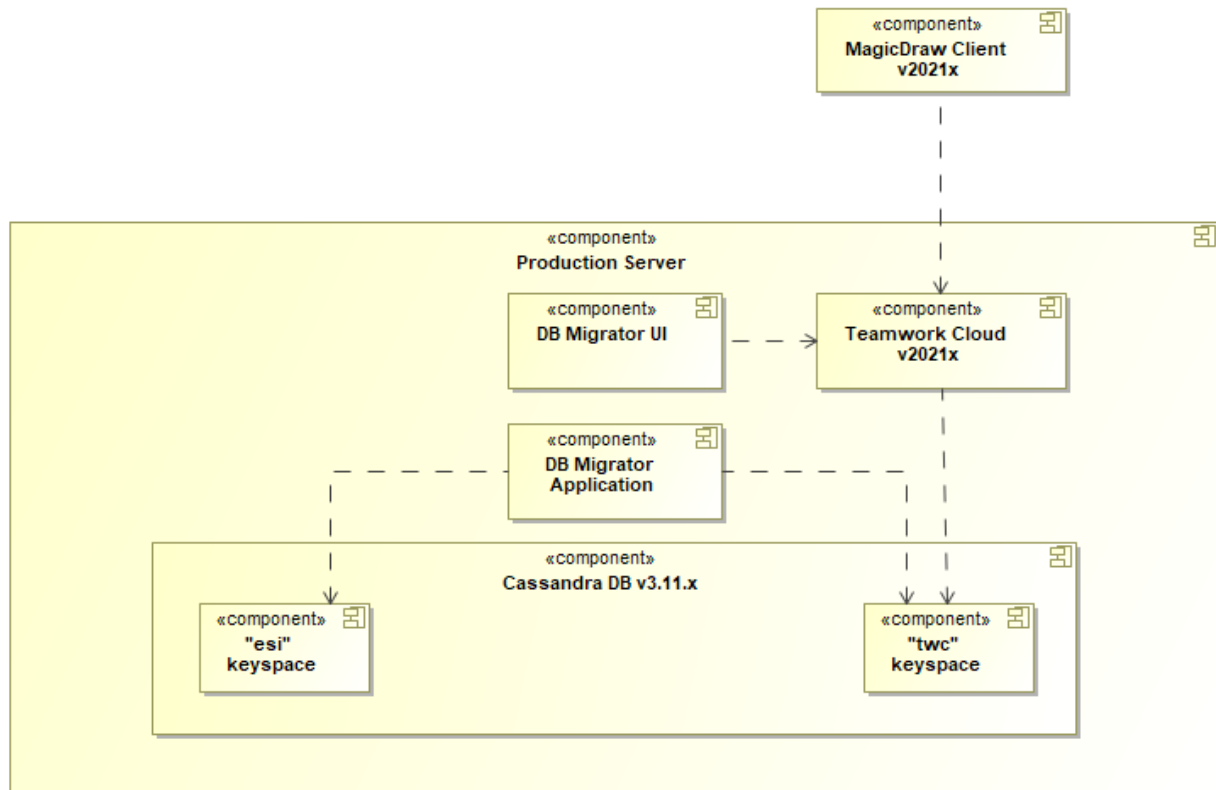 «component»
MagicDraw Client
v2021x
«component»
Production Server
«component»
DB Migrator UI
«component»
Teamwork Cloud
v2021x
«component»
DB Migrator
Application
«component»
Cassandra DB v3.11.x
«component»
"esi"
keyspace
«component»
"twc"
keyspace